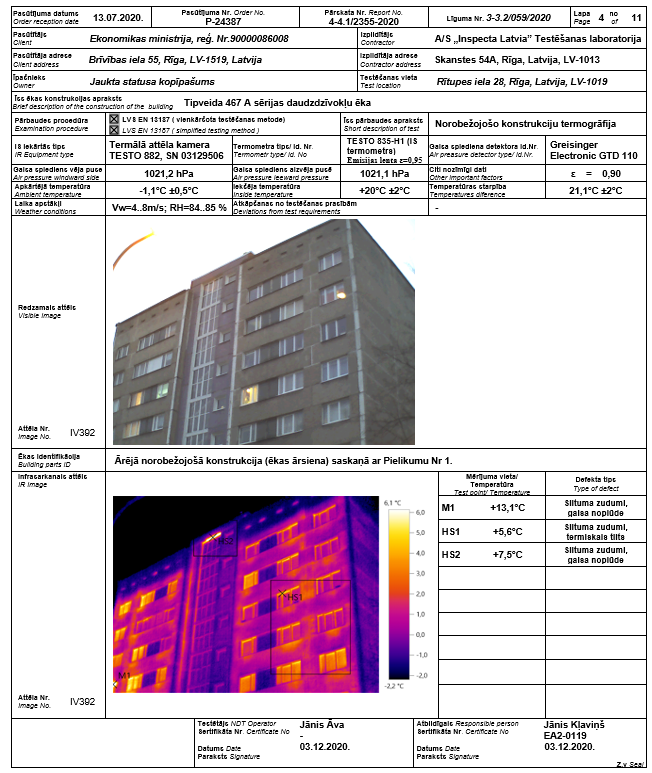 Pasūtījuma datums Order reception date 13.07.2020. Pasūtījuma Nr. Order No. P-24387 Pārskata Nr. Report No. 4-4.1/2355-2020 Līguma Nr. 3-3.2/059/2020 Lapa Page 4 no of 11
Pasūtītājs Client Ekonomikas ministrija, reģ. Nr.90000086008 Izpildītājs Contractor A/S „Inspecta Latvia” Testēšanas laboratorija
Pasūtītāja adrese Client address Brīvības iela 55, Rīga, LV-1519, Latvija Izpildītāja adrese Contractor address Skanstes 54A, Rīga, Latvija, LV-1013
Īpašnieks Owner Jaukta statusa kopīpašums Testēšanas vieta Test location Rītupes iela 28, Rīga, Latvija, LV-1019
Īss ēkas konstrukcijas apraksts Brief description of the construction of the building Tipveida 467 A sērijas daudzdzīvokļu ēka
Pārbaudes procedūra Examination procedure LVS EN 13187 ( vienkāršota testēšanas metode)
LVS EN 13187 ( simplified testing method )
Īss pārbaudes apraksts Short description of test Norobežojošo konstrukciju termogrāfija
IS iekārtas tips IR Equipment type Termālā attēla kamera TESTO 882, SN 03129506 Termometra tips/ id. Nr Termometr type/ Id. No TESTO 835-H1 (IS termometrs) Emisijas lenta ε=0,95 Gaisa spiediena detektora id.Nr. Air preasure detector type/ Id.Nr. Greisinger Electronic GTD 110
Gaisa spiediens vēja puse Air pressure windward side 1021,2 hPa Gaisa spiediens aizvēja pusē Air pressure leeward pressure 1021,1 hPa Citi nozīmīgi dati Other important factors ε = 0,90
Apkārtējā temperatūra Ambient temperature -1,1°C ±0,5°C Iekšēja temperatūra Inside temperature +20°C ±2°C Temperatūras starpība Temperatures diference 21,1°C ±2°C
Laika apstākļi Weather conditions Vw=4..8m/s; RH=84..85 % Atkāpšanas no testēšanas prasībām Deviations from test requirements -
Redzamais attēls
Visible Image
Attēla Nr.
Image No. IV392
Ēkas identifikācija Building parts ID Ārējā norobežojošā konstrukcija (ēkas ārsiena) saskaņā ar Pielikumu Nr 1.
Infrasarkanais attēls
IR Image
6,1 °C
6,0
5,0
4,0
3,0
2,0
1,0
0,0
-1,0
-2,0
-2,2 °C
HS2
HS1
M1
Attēla Nr.
Image No. IV392
Mērījuma vieta/ Temperatūra Test point/ Temperature Defekta tips Type of defect
M1 +13,1°C Siltuma zudumi, gaisa noplūde
HS1 +5,6°C Siltuma zudumi, termiskais tilts
HS2 +7,5°C Siltuma zudumi, gaisa noplūde
Testētājs NDT Operator Jānis Āva Atbildīgais Responsible person Jānis Kļaviņš
Sertifikāta Nr. Certificate No - Sertifikāta Nr. Certificate No EA2-0119
Datums Date 03.12.2020. Datums Date 03.12.2020.
Paraksts Signature Paraksts Signature
Z.v Seal